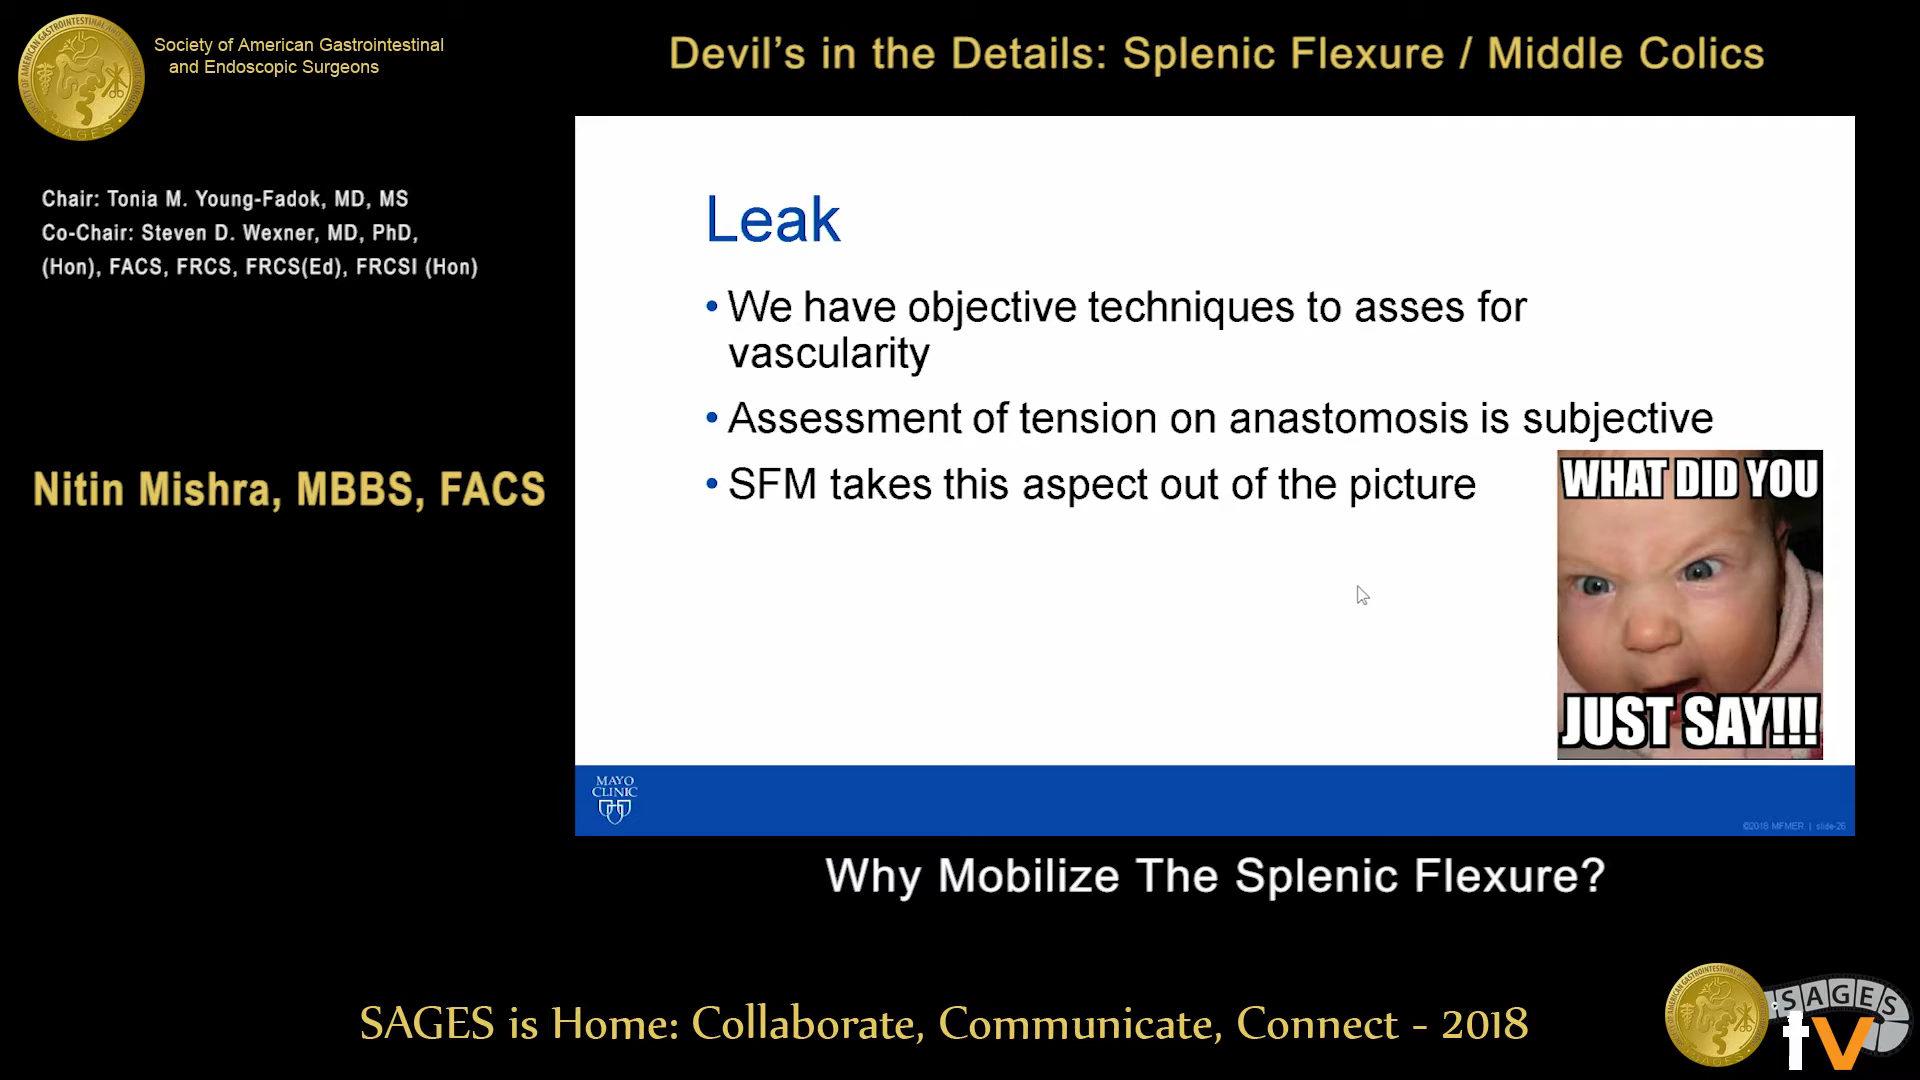 Society of American Gastrointestinal
and Endoscopic Surgeons
Devil's in the Details: Splenic Flexure / Middle Colics
Chair: Tonia M. Young-Fadok, MD, MS
Co-Chair: Steven D. Wexner, MD, PhD,
(Hon), FACS, FRCS, FRCS(Ed), FRCSI (Hon)
Nitin Mishra, MBBS, FACS
Leak
• We have objective techniques to asses for
vascularity
• Assessment of tension on anastomosis is subjective
• SFM takes this aspect out of the picture
WHAT DID YOU
JUST SAY!!!
MAYO
CLINIC
©2018 MFMER | slide-26
Why Mobilize The Splenic Flexure?
SAGES is Home: Collaborate, Communicate, Connect - 2018
SAGES
tv